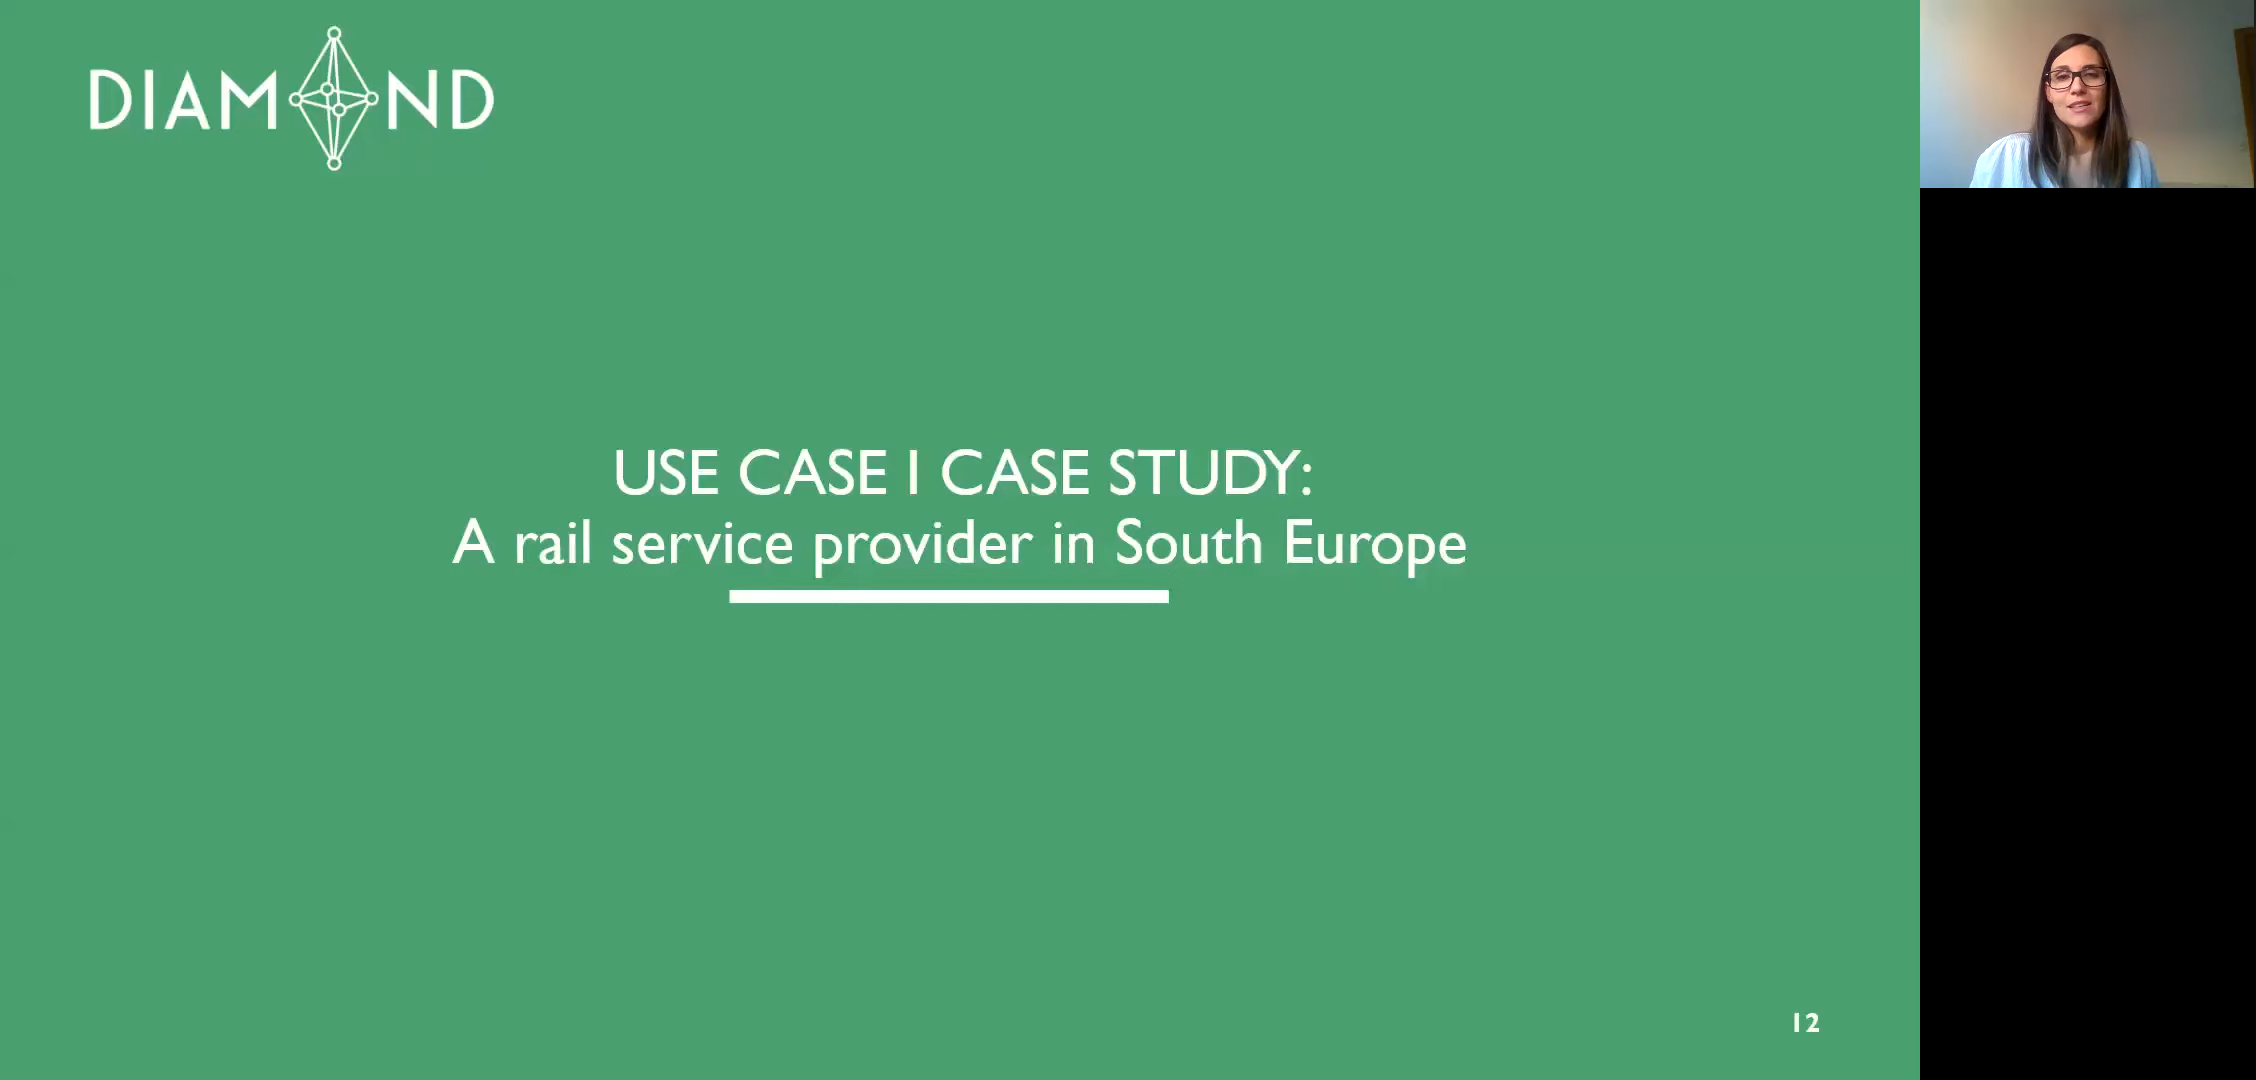 DIAMOND
USE CASE I CASE STUDY:
A rail service provider in South Europe
12